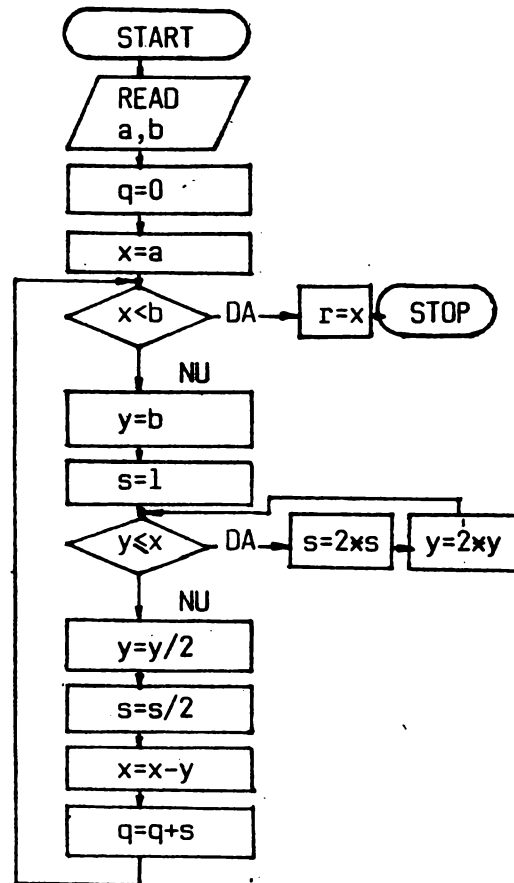 START
READ
a,b
q=0
x=a
x<b
DA
r=x
STOP
NU
y=b
s=1
y⩽x
DA
s=2*s
y=2*y
NU
y=y/2
s=s/2
x=x-y
q=q+s